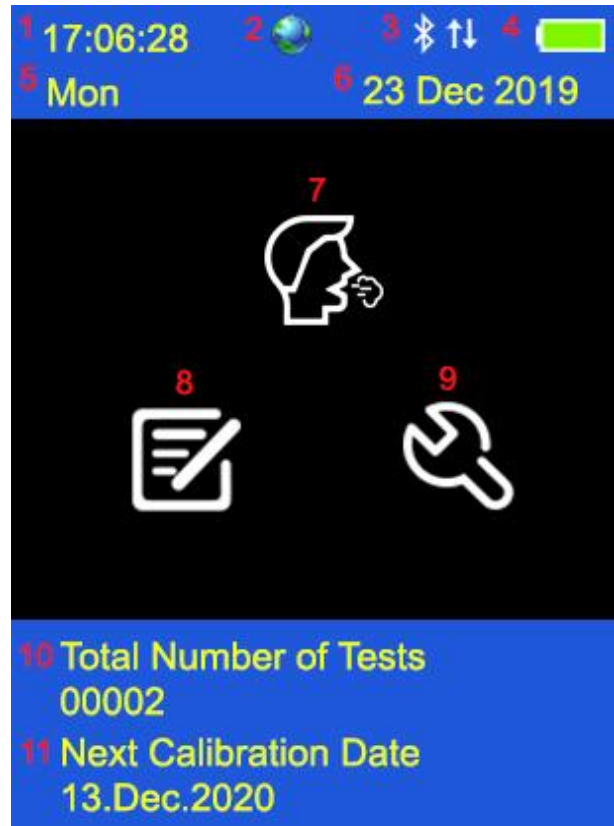 1 17:06:28 2 3 4
5 Mon 6 23 Dec 2019
7
8 9
10 Total Number of Tests
00002
11 Next Calibration Date
13.Dec.2020